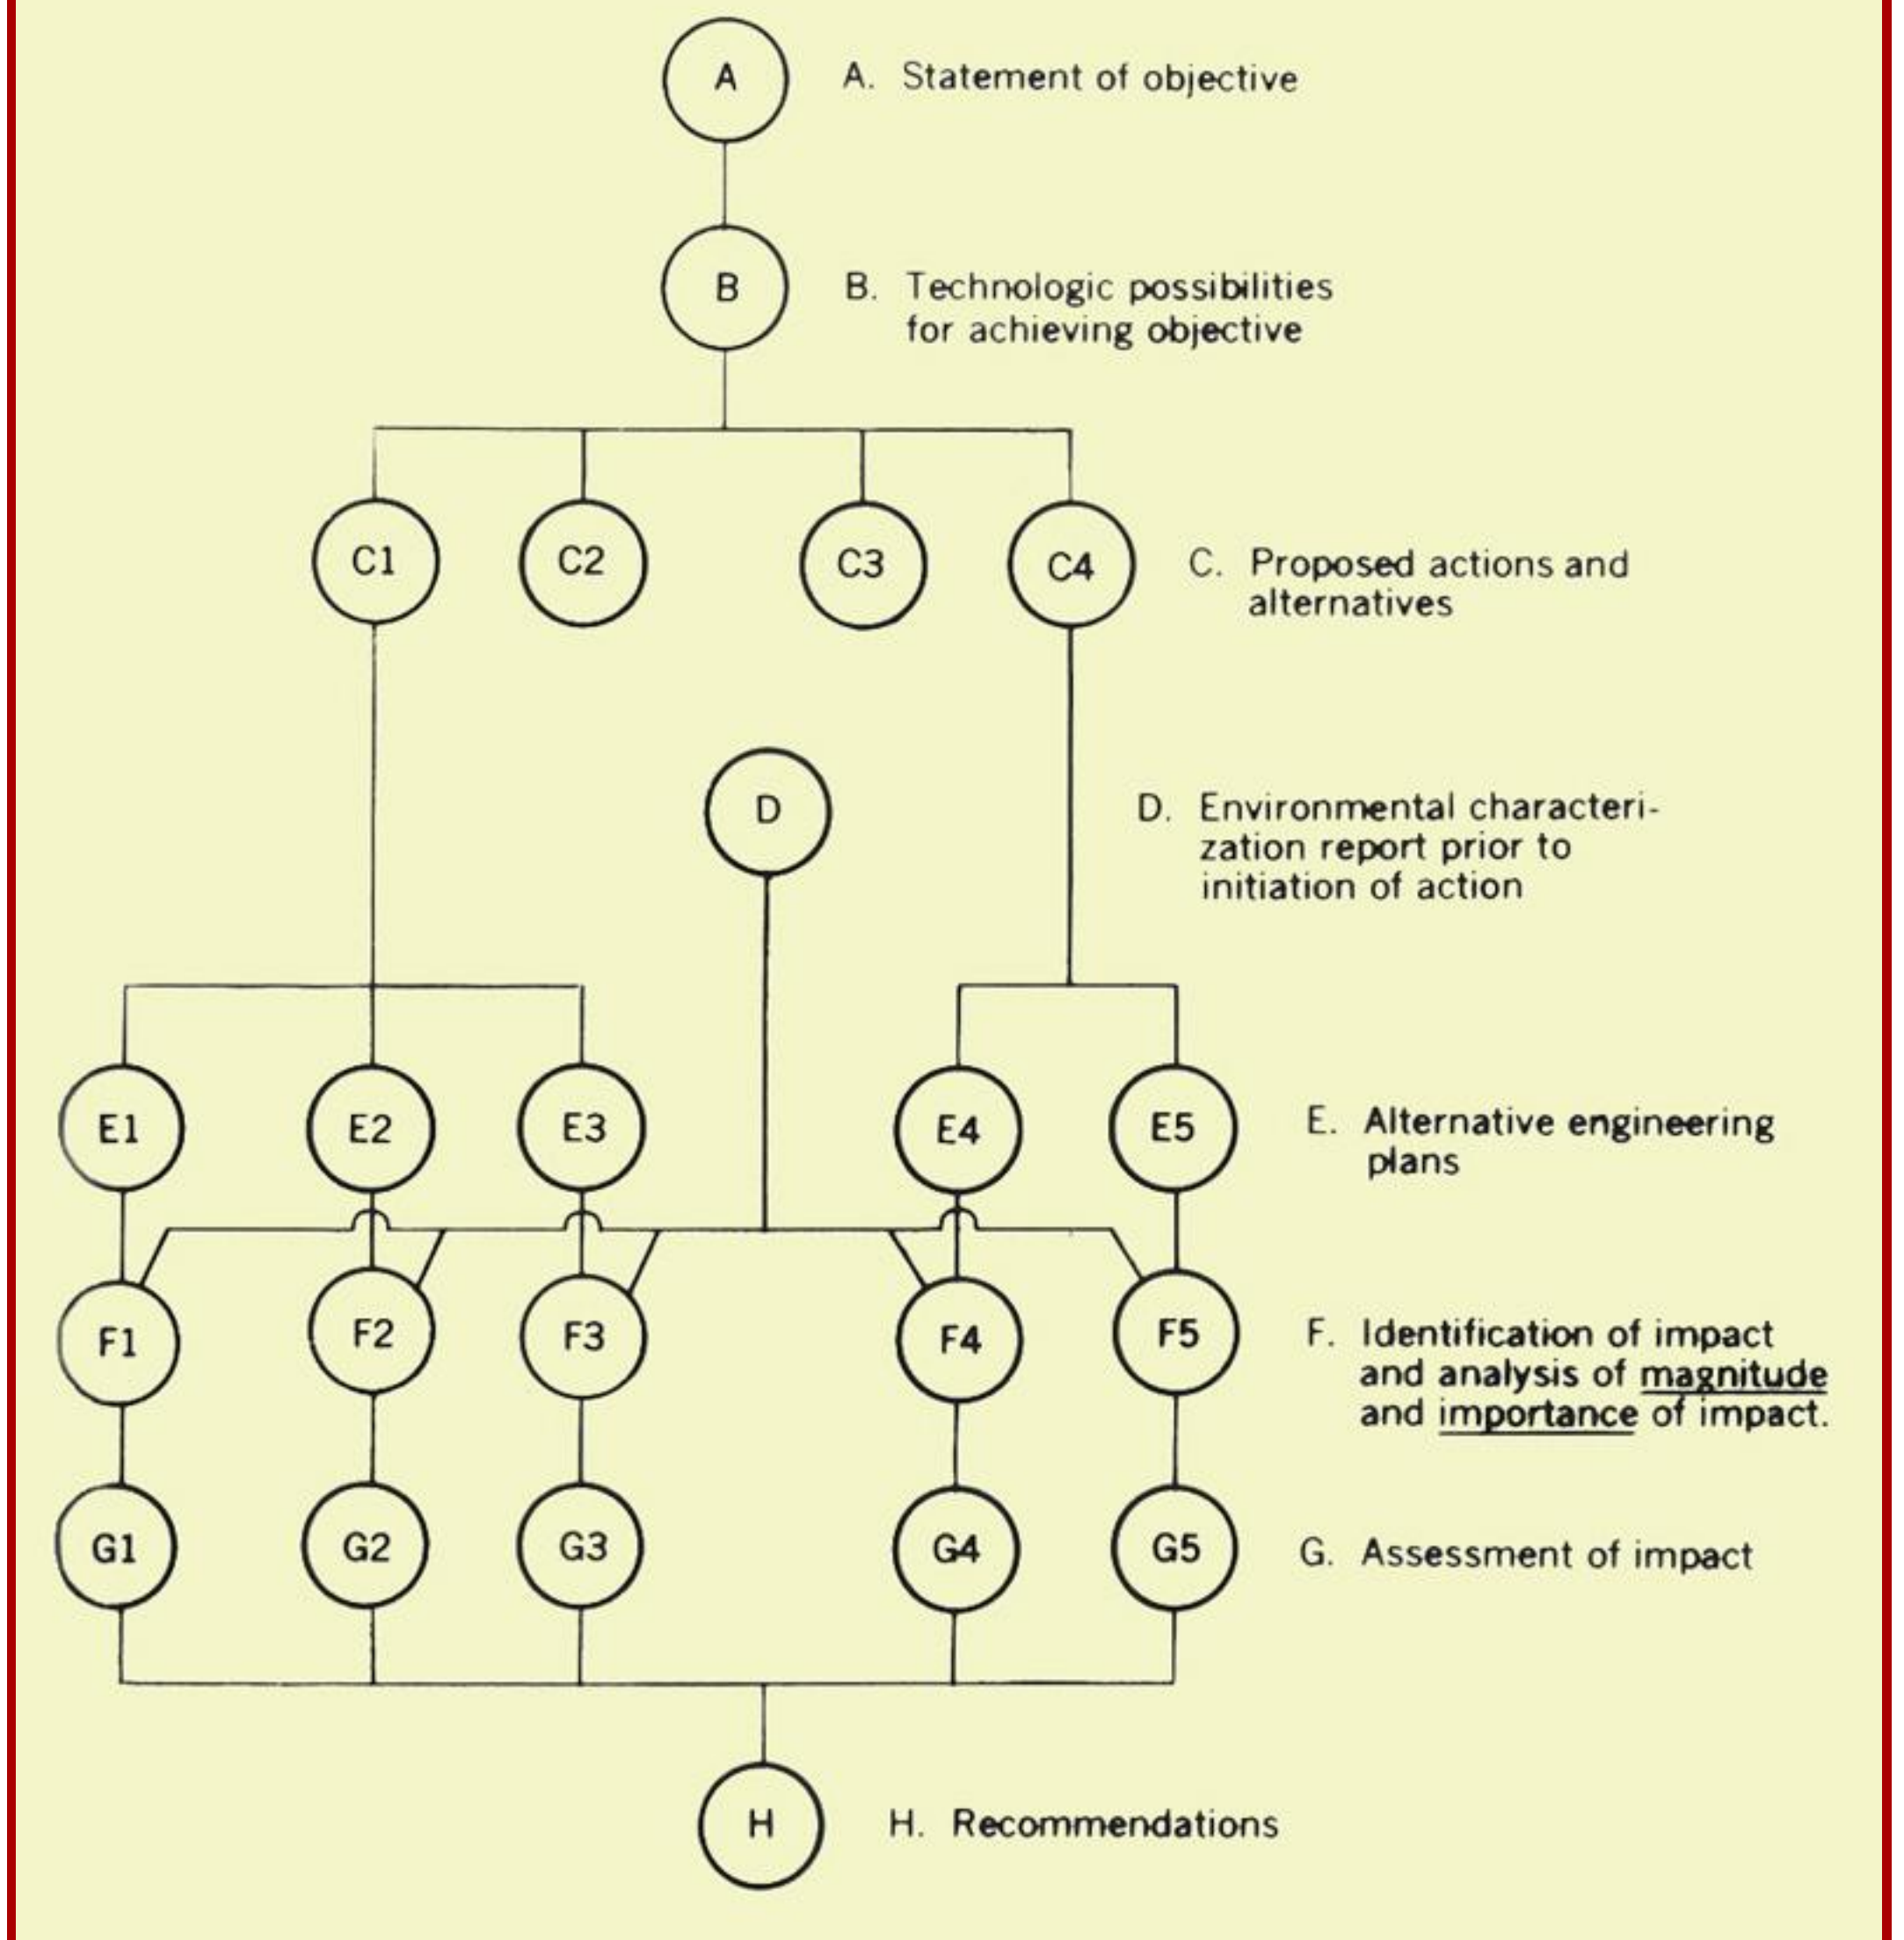 A
A. Statement of objective
B
B. Technologic possibilities
for achieving objective
C1
C2
C3
C4
C. Proposed actions and
alternatives
D
D. Environmental characteri-
zation report prior to
initiation of action
E1
E2
E3
E4
E5
E. Alternative engineering
plans
F1
F2
F3
F4
F5
F. Identification of impact
and analysis of magnitude
and importance of impact.
G1
G2
G3
G4
G5
G. Assessment of impact
H
H. Recommendations